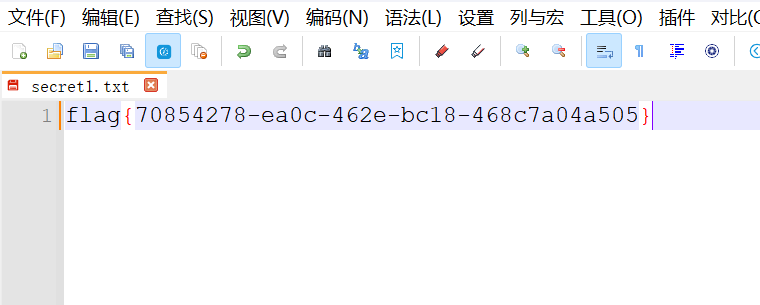 文件(F) 编辑(E) 查找(S) 视图(V) 编码(N) 语法(L) 设置 列与宏 工具(O) 插件 对比(
secret1.txt
1 flag{70854278-ea0c-462e-bc18-468c7a04a505}